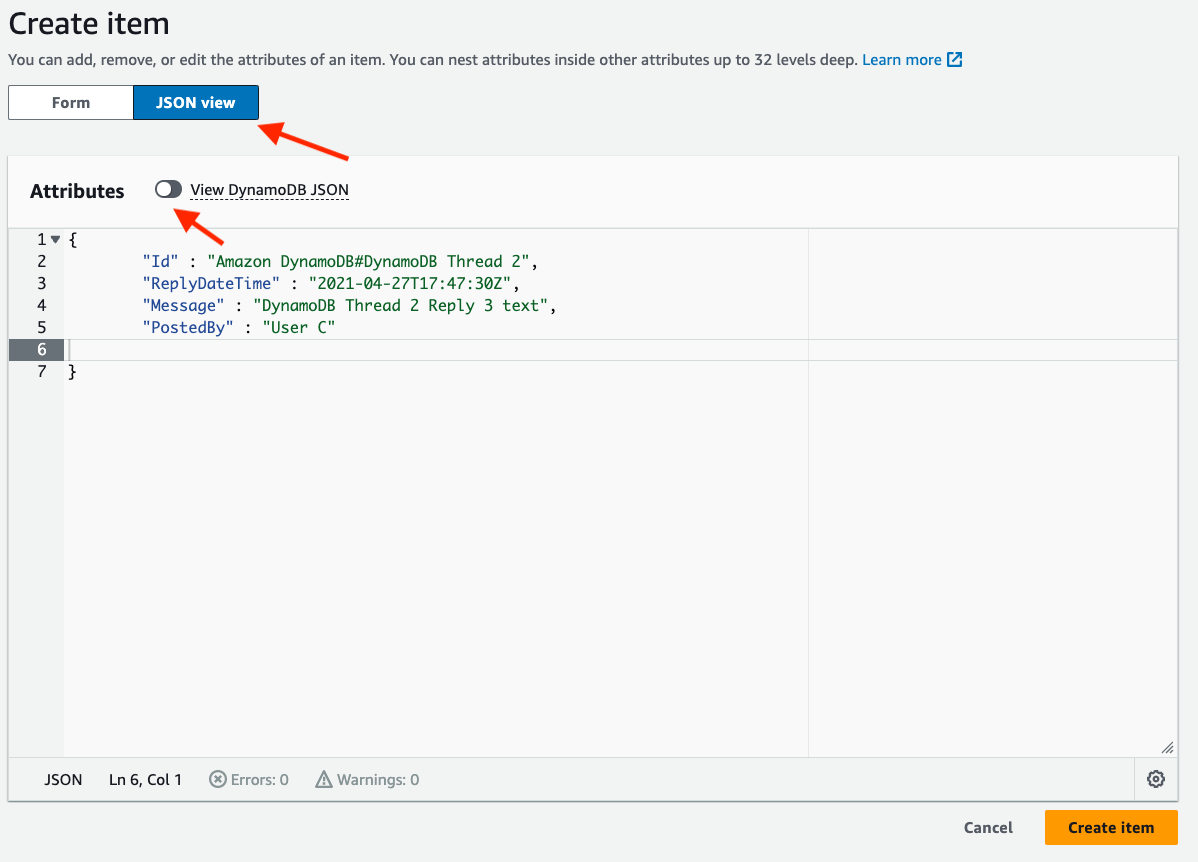 Create item
You can add, remove, or edit the attributes of an item. You can nest attributes inside other attributes up to 32 levels deep. Learn more
Form JSON view
Attributes View DynamoDB JSON
1 {
2 "Id" : "Amazon DynamoDB#DynamoDB Thread 2",
3 "ReplyDateTime" : "2021-04-27T17:47:30Z",
4 "Message" : "DynamoDB Thread 2 Reply 3 text",
5 "PostedBy" : "User C"
6
7 }
JSON Ln 6, Col 1 Errors: 0 Warnings: 0
Cancel Create item